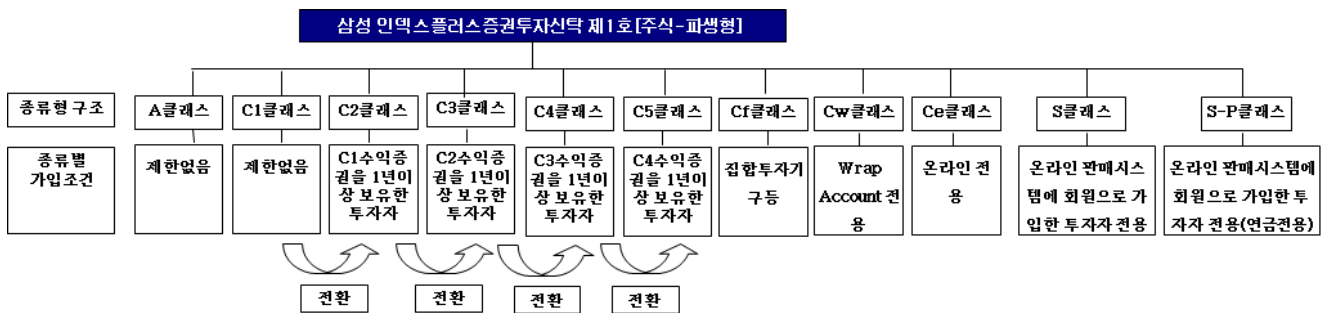 삼성 인덱스플러스증권투자신탁 제1호[주식-파생형]
종류형 구조
A클래스
C1클래스
C2클래스
C3클래스
C4클래스
C5클래스
Cf클래스
Cw클래스
Ce클래스
S클래스
S-P클래스
종류별
가입조건
제한없음
제한없음
C1수익증
권을 1년이
상 보유한
투자자
C2수익증
권을 1년이
상 보유한
투자자
C3수익증
권을 1년이
상 보유한
투자자
C4수익증
권을 1년이
상 보유한
투자자
집합투자기
구등
Wrap
Account 전
용
온라인 전
용
온라인 판매시스
템에 회원으로 가
입한 투자자 전용
온라인 판매시스템에
회원으로 가입한 투
자자 전용(연금전용)
전환
전환
전환
전환